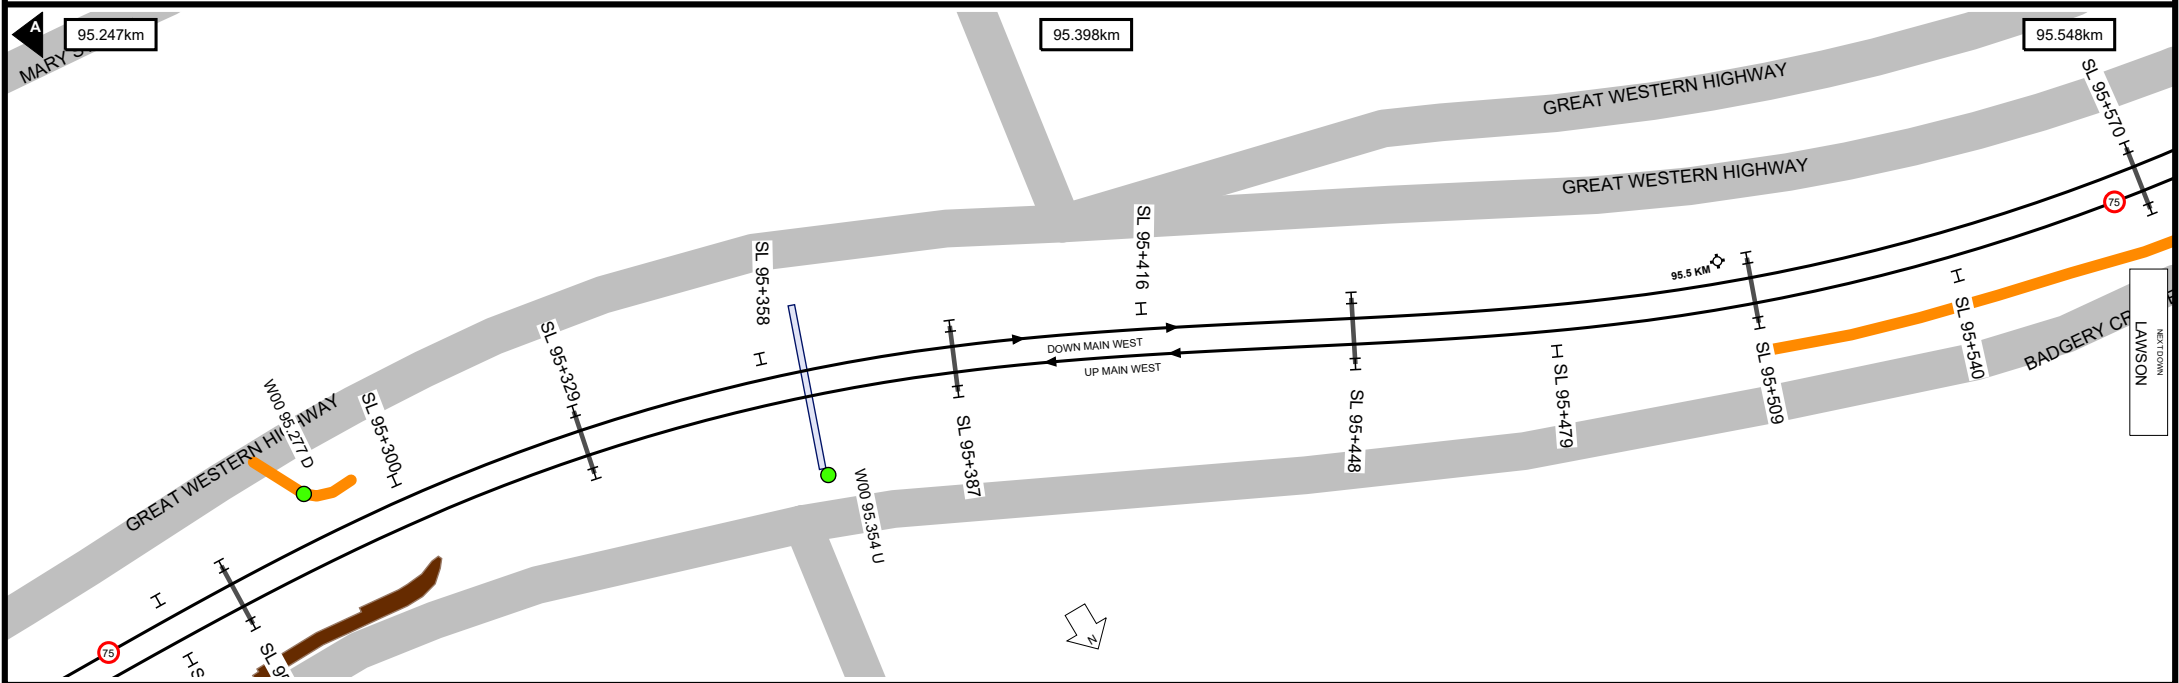 A
95.247km
95.398km
95.548km
MARY S
GREAT WESTERN HIGHWAY
SL 95+570
GREAT WESTERN HIGHWAY
75
SL 95+416
SL 95+358
95.5 KM
SL 95+329
DOWN MAIN WEST
UP MAIN WEST
NEXT DOWN
LAWSON
BADGERY CR
SL 95+540
SL 95+509
SL 95+479
SL 95+448
SL 95+387
W00 95.277 D
SL 95+300
GREAT WESTERN HIGHWAY
W00 95.354 U
N
75